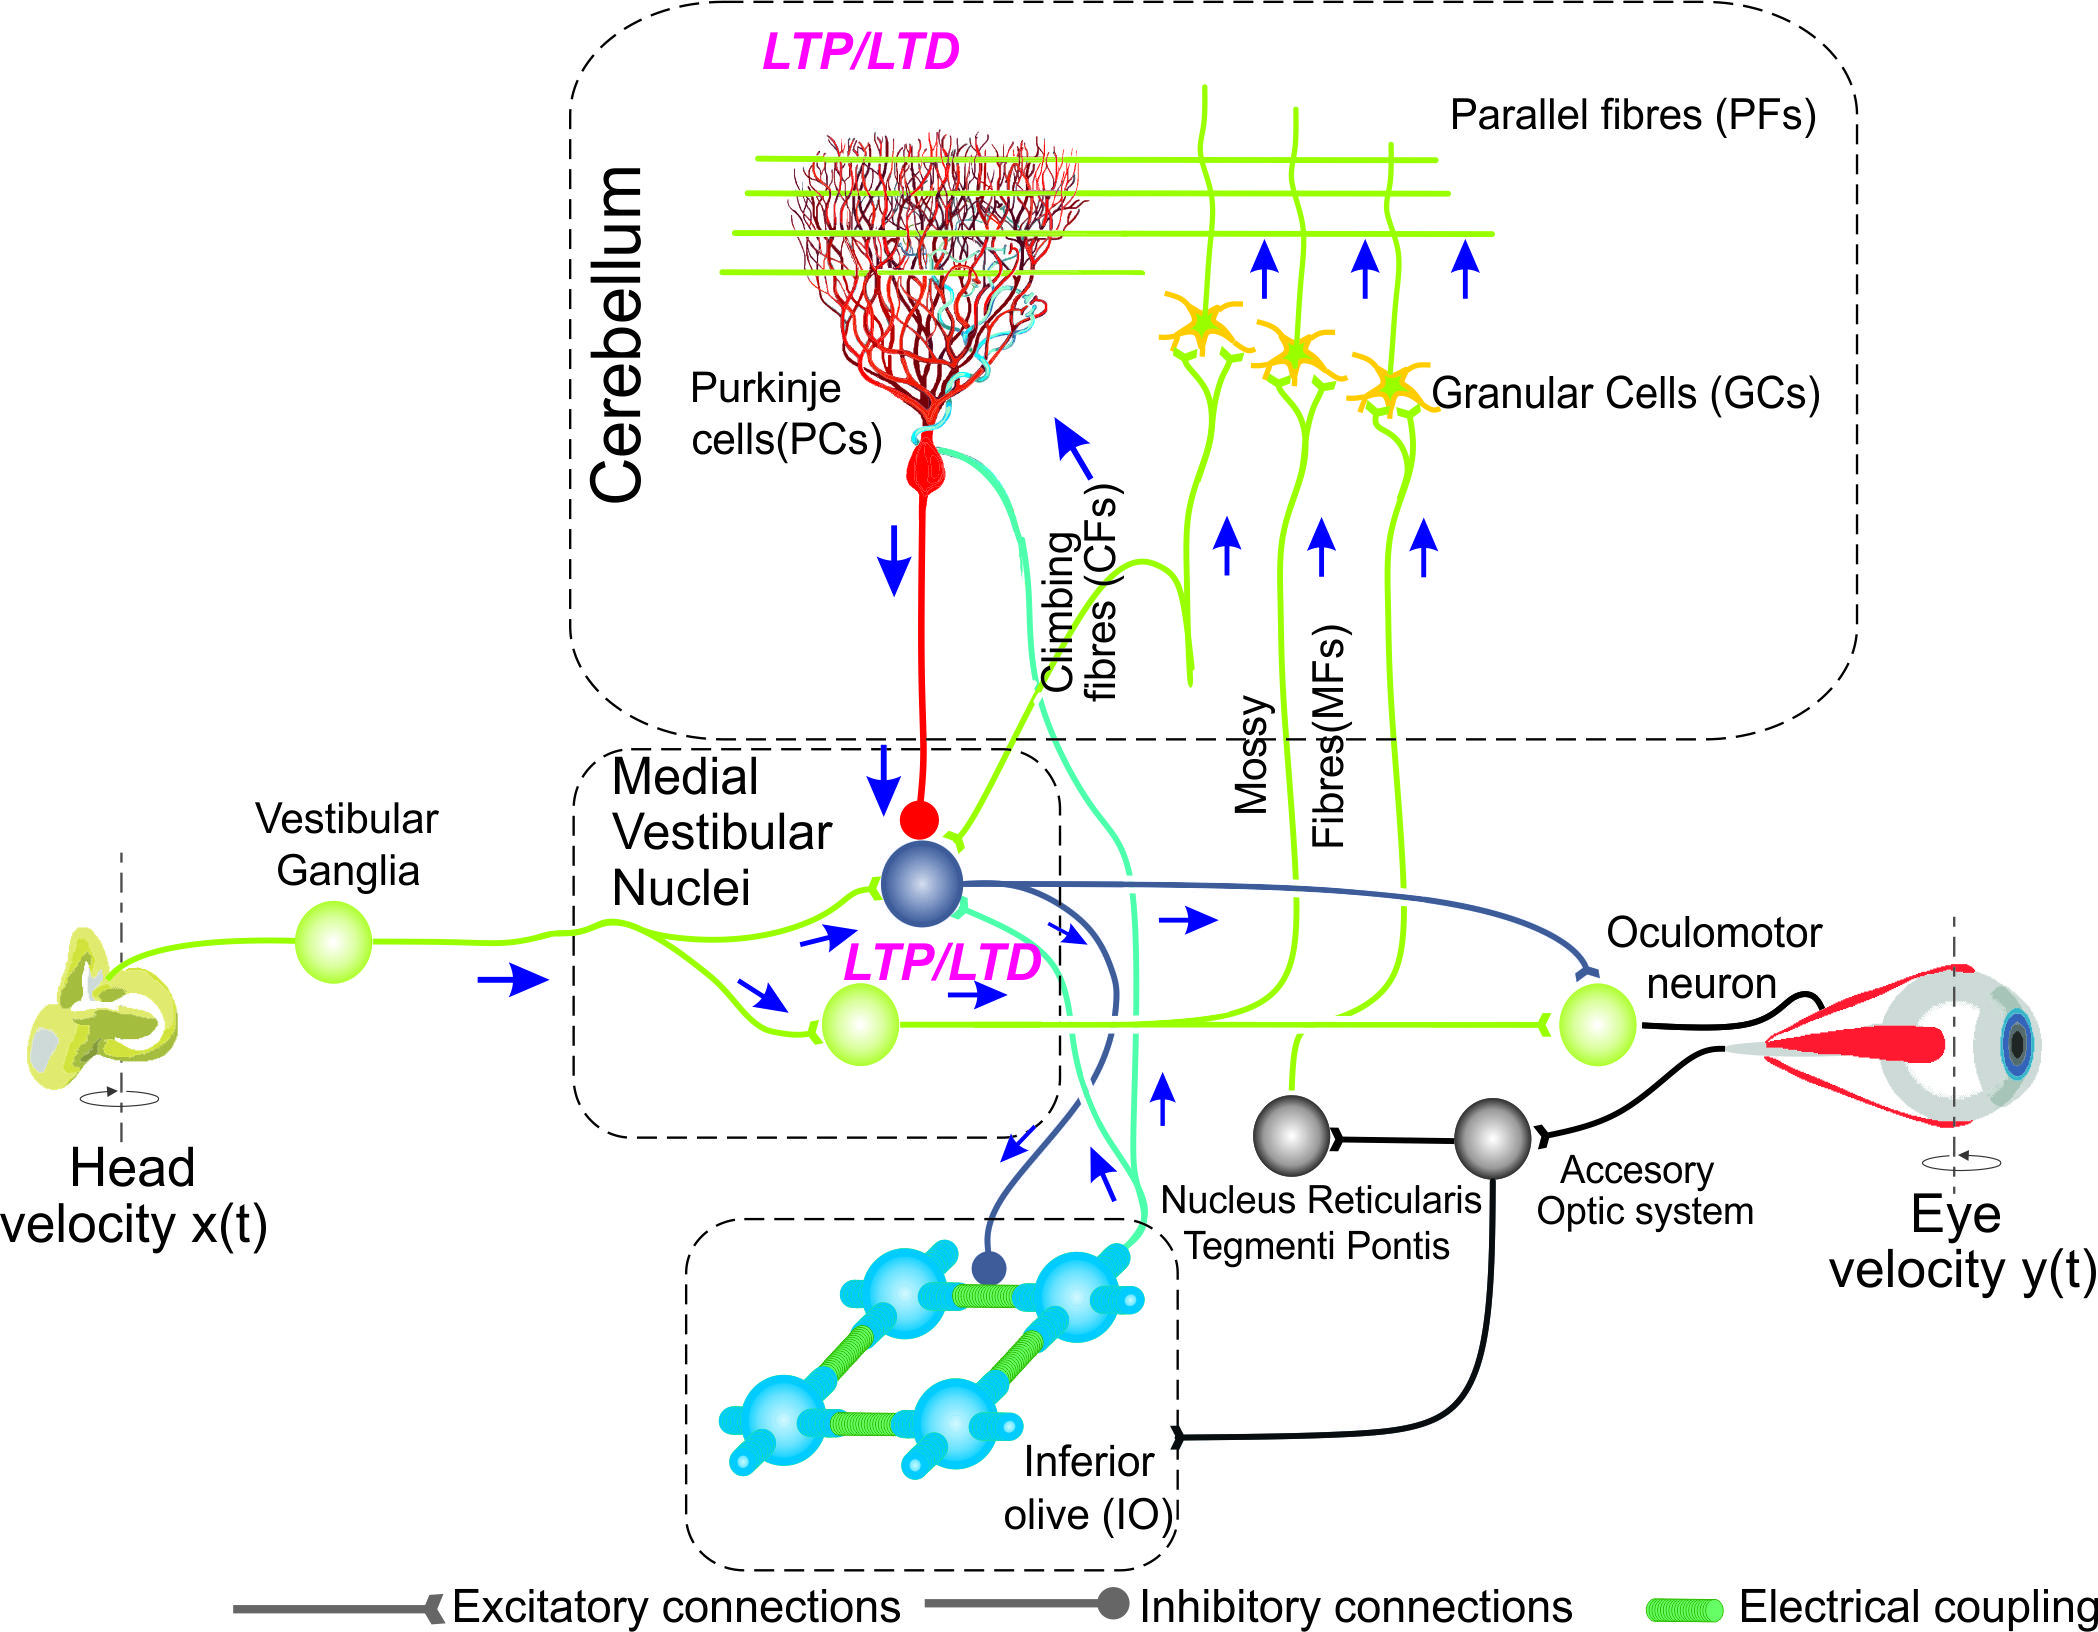 LTP/LTD
Parallel fibres (PFs)
Cerebellum
Purkinje
cells(PCs)
Granular Cells (GCs)
Climbing
fibres (CFs)
Mossy
Fibres(MFs)
Medial
Vestibular
Nuclei
Vestibular
Ganglia
LTP/LTD
Oculomotor
neuron
Head
velocity x(t)
Nucleus Reticularis
Tegmenti Pontis
Accesory
Optic system
Eye
velocity y(t)
Inferior
olive (IO)
Excitatory connections
Inhibitory connections
Electrical coupling